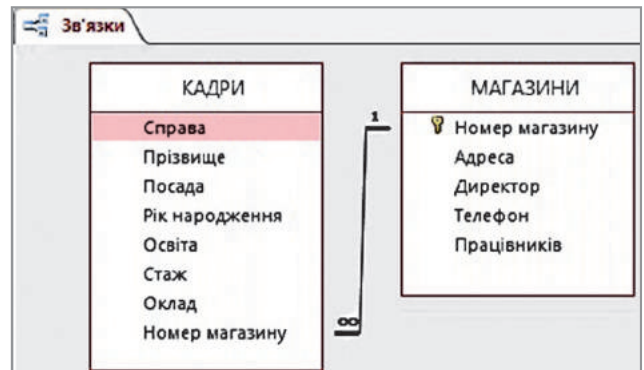 Зв'язки
КАДРИ
Справа
Прізвище
Посада
Рік народження
Освіта
Стаж
Оклад
Номер магазину
1
∞
МАГАЗИНИ
Номер магазину
Адреса
Директор
Телефон
Працівників